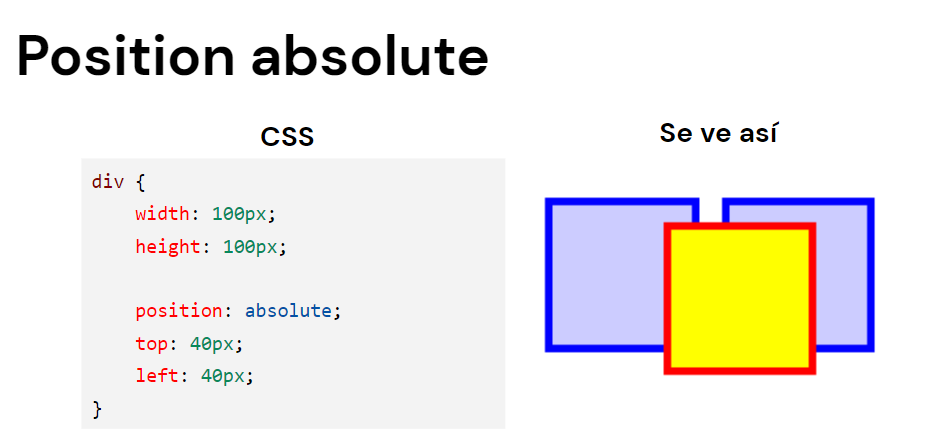 Position absolute
CSS
div {
    width: 100px;
    height: 100px;

    position: absolute;
    top: 40px;
    left: 40px;
}
Se ve así